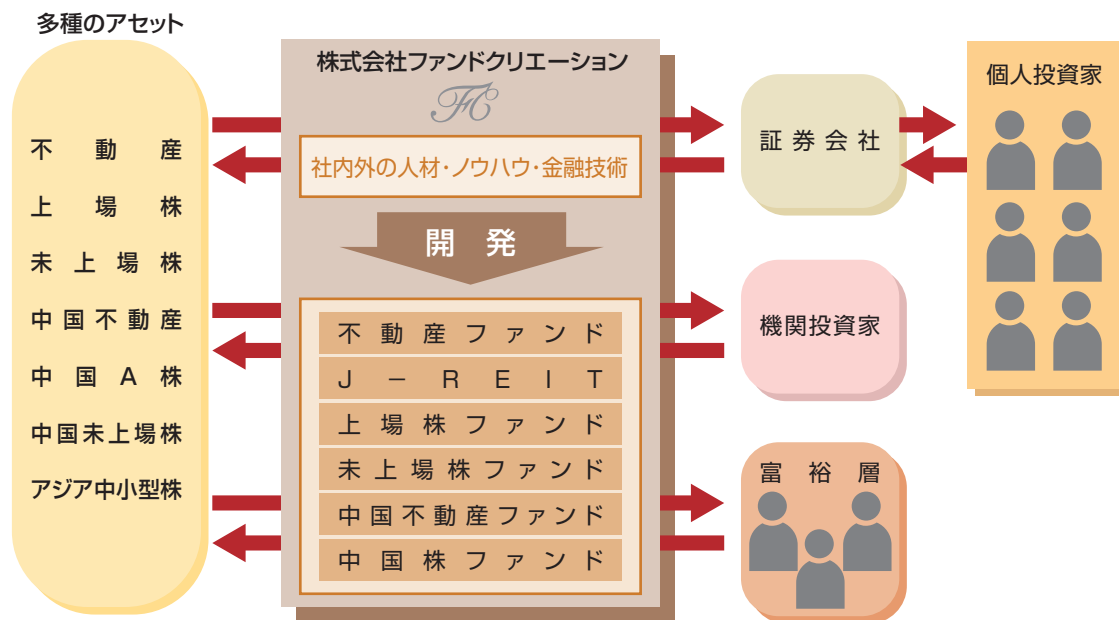 多種のアセット
不動産
上場株
未上場株
中国不動産
中国A株
中国未上場株
アジア中小型株
株式会社ファンドクリエーション
FC
社内外の人材・ノウハウ・金融技術
開発
不動産ファンド
J－REIT
上場株ファンド
未上場株ファンド
中国不動産ファンド
中国株ファンド
証券会社
機関投資家
富裕層
個人投資家